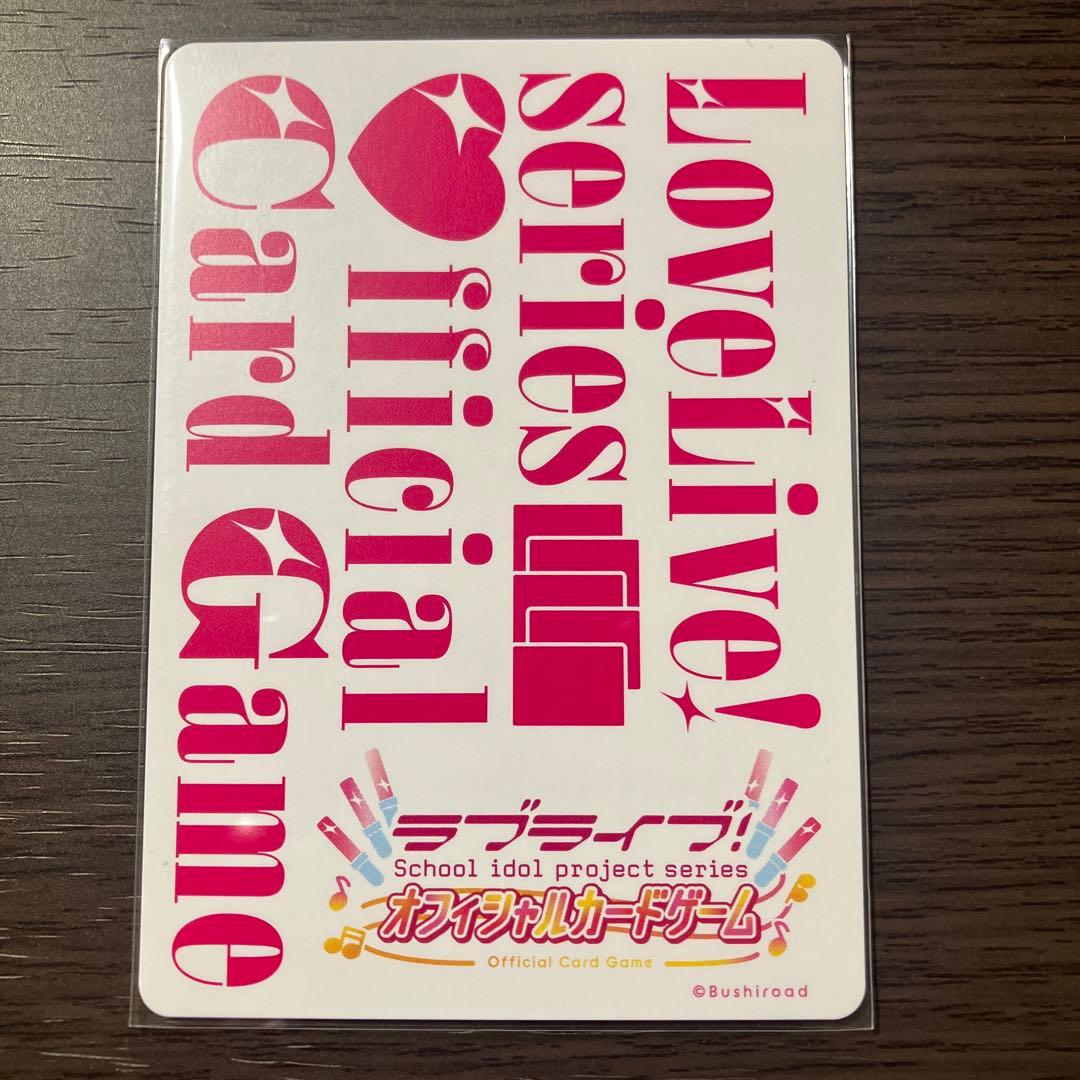 LoveLive!
series
Official
Card Game
ラブライブ!
School idol project series
オフィシャルカードゲーム
Official Card Game
©Bushiroad